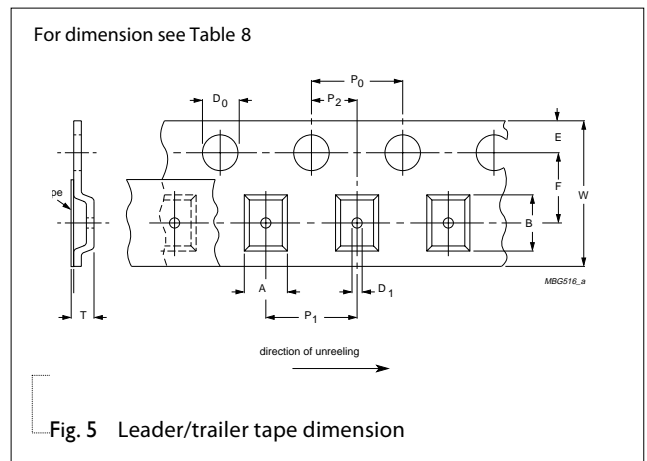 For dimension see Table 8
P0
D0
P2
E
F
W
pe
B
A
D1
T
P1
MBG516_a
direction of unreeling
Fig. 5 Leader/trailer tape dimension